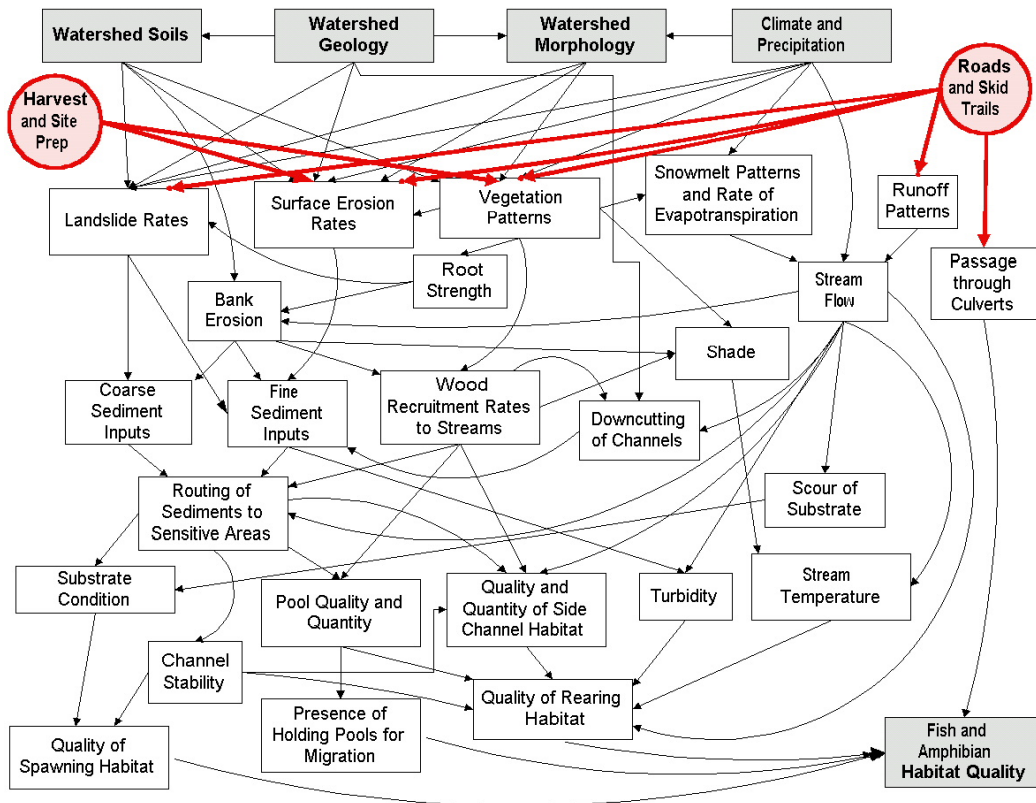 Watershed Soils
Watershed
Geology
Watershed
Morphology
Climate and
Precipitation
Harvest
and Site
Prep
Roads
and Skid
Trails
Landslide Rates
Surface Erosion
Rates
Vegetation
Patterns
Snowmelt Patterns
and Rate of
Evapotranspiration
Runoff
Patterns
Root
Strength
Bank
Erosion
Stream
Flow
Passage
through
Culverts
Shade
Coarse
Sediment
Inputs
Fine
Sediment
Inputs
Wood
Recruitment Rates
to Streams
Downcutting
of Channels
Routing of
Sediments to
Sensitive Areas
Scour of
Substrate
Substrate
Condition
Pool Quality and
Quantity
Quality and
Quantity of Side
Channel Habitat
Turbidity
Stream
Temperature
Channel
Stability
Quality of Rearing
Habitat
Presence of
Holding Pools for
Migration
Quality of
Spawning Habitat
Fish and
Amphibian
Habitat Quality